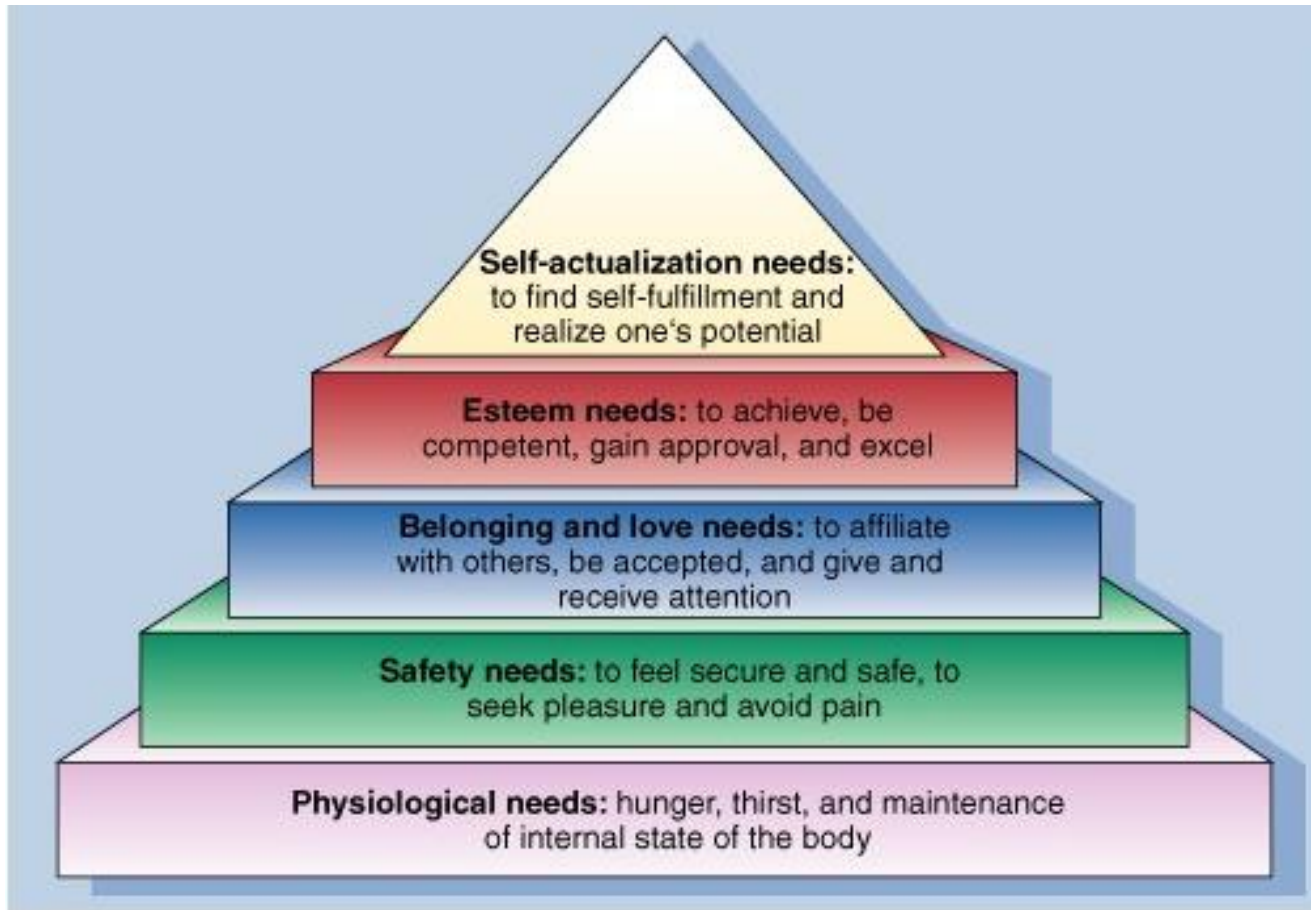 Self-actualization needs:
to find self-fulfillment and
realize one‘s potential
Esteem needs: to achieve, be
competent, gain approval, and excel
Belonging and love needs: to affiliate
with others, be accepted, and give and
receive attention
Safety needs: to feel secure and safe, to
seek pleasure and avoid pain
Physiological needs: hunger, thirst, and maintenance
of internal state of the body